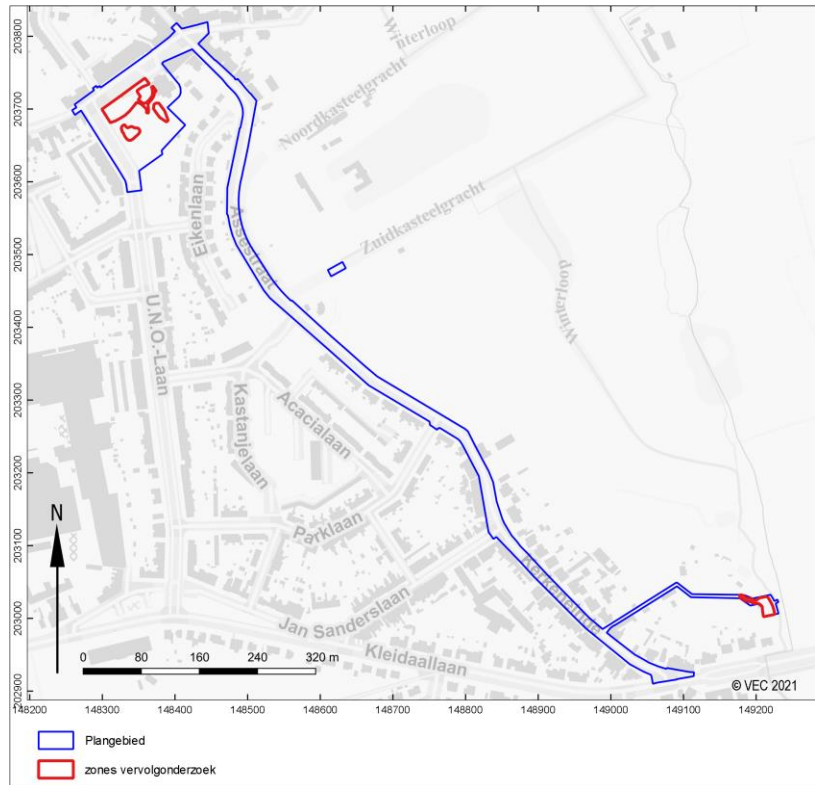 203800
203700
203600
203500
203400
203300
203200
203100
203000
202900
Winterloop
Noordkasteelgracht
Zuidkasteelgracht
Winterloop
Eikenlaan
Assestraat
U.N.O.-Laan
Kastanjelaan
Acacialaan
Parklaan
Jan Sanderslaan
Kleidaallaan
N
0 80 160 240 320 m
© VEC 2021
148200 148300 148400 148500 148600 148700 148800 148900 149000 149100 149200
Plangebied
zones vervolgonderzoek